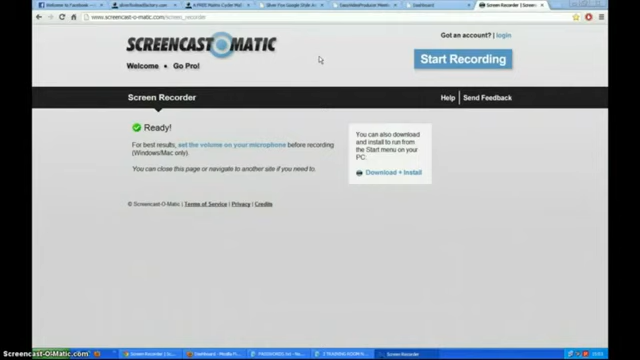 Welcome to Facebook
Dashboard
Screen Recorder | Screen
www.screencast-o-matic.com/screen_recorder
SCREENCAST-O-MATIC
Got an account? | login
Start Recording
Welcome • Go Pro!
Screen Recorder
Help | Send Feedback
Ready!
For best results, set the volume on your microphone before recording
(Windows/Mac only).
You can close this page or navigate to another site if you need to.
You can also download
and install to run from
the Start menu on your
PC.
Download + Install
© Screencast-O-Matic | Terms of Service | Privacy | Credits
Screencast-O-Matic.com
Screen Recorder
Screen Recorder